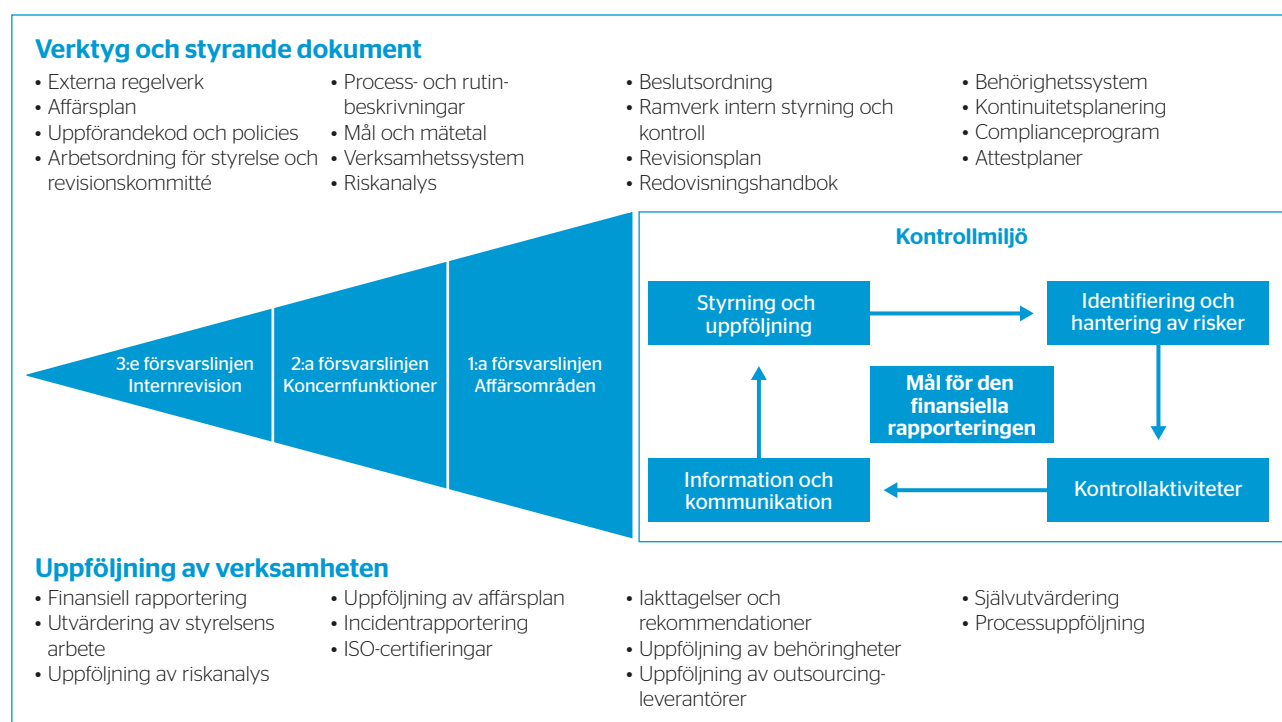 Verktyg och styrande dokument
• Externa regelverk
• Affärsplan
• Uppförandekod och policies
• Arbetsordning för styrelse och
revisionskommitté
• Process- och rutin-
beskrivningar
• Mål och mätetal
• Verksamhetssystem
• Riskanalys
• Beslutsordning
• Ramverk intern styrning och
kontroll
• Revisionsplan
• Redovisningshandbok
• Behörighetssystem
• Kontinuitetsplanering
• Complianceprogram
• Attestplaner
3:e försvarslinjen
Internrevision
2:a försvarslinjen
Koncernfunktioner
1:a försvarslinjen
Affärsområden
Kontrollmiljö
Styrning och
uppföljning
Identifiering och
hantering av risker
Mål för den
finansiella
rapporteringen
Information och
kommunikation
Kontrollaktiviteter
Uppföljning av verksamheten
• Finansiell rapportering
• Utvärdering av styrelsens
arbete
• Uppföljning av riskanalys
• Uppföljning av affärsplan
• Incidentrapportering
• ISO-certifieringar
• Iakttagelser och
rekommendationer
• Uppföljning av behöringheter
• Uppföljning av outsourcing-
leverantörer
• Självutvärdering
• Processuppföljning